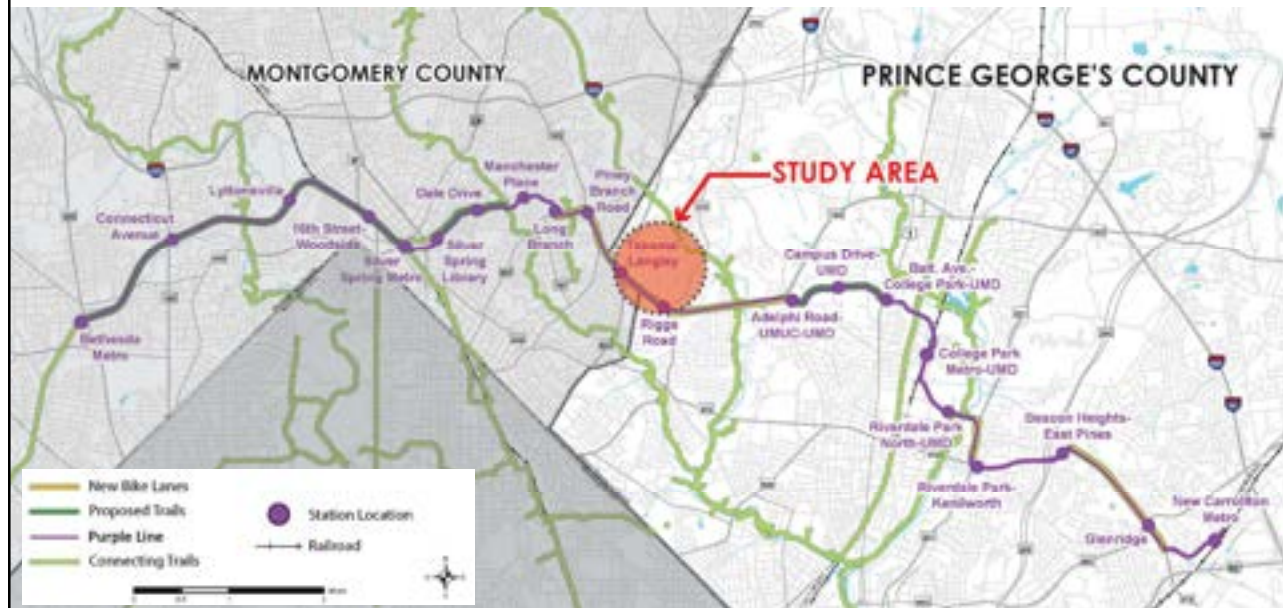 MONTGOMERY COUNTY
PRINCE GEORGE'S COUNTY
STUDY AREA
Lyttonsville
Connecticut
Avenue
Bethesda
Metro
16th Street-
Woodside
Silver
Spring Metro
Silver
Spring
Library
Dale Drive
Manchester
Place
Long
Branch
Piney
Branch
Road
Takoma
Langley
Riggs
Road
Adelphi Road-
UMUC-UMD
Campus Drive-
UMD
Balt. Ave.-
College Park-UMD
College Park
Metro-UMD
Riverdale Park
North-UMD
Riverdale Park-
Kenilworth
Beacon Heights-
East Pines
Glenridge
New Carrollton
Metro
New Bike Lanes
Proposed Trails
Purple Line
Connecting Trails
Station Location
Railroad